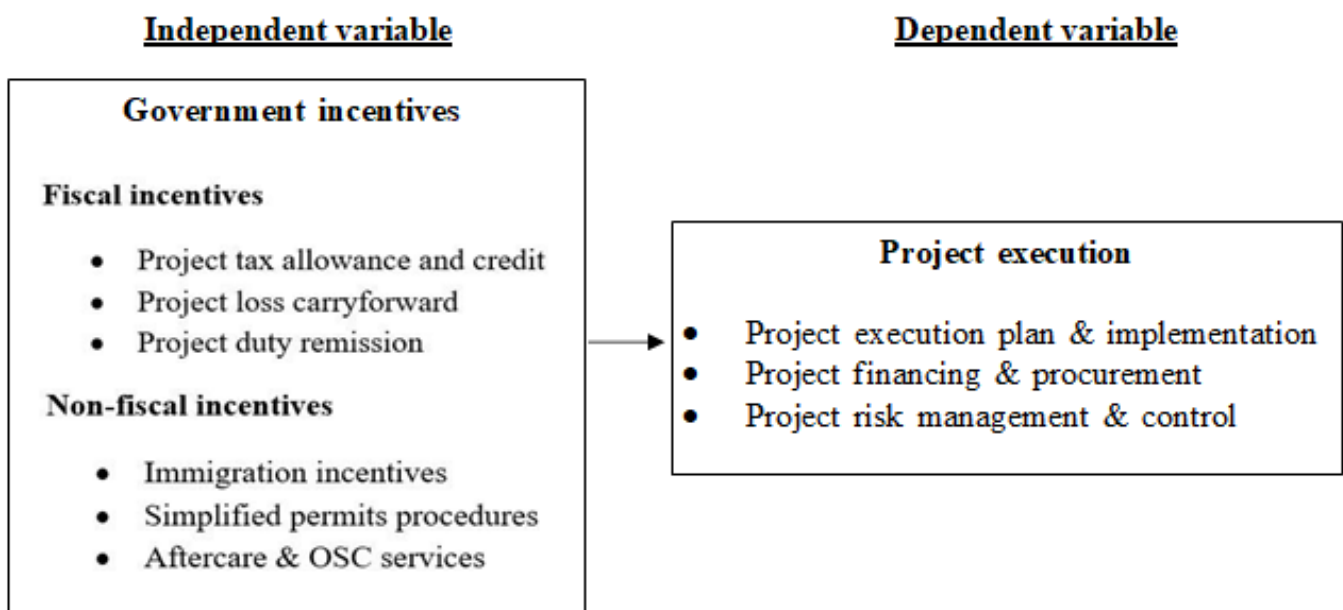 Independent variable
Dependent variable
Government incentives
Fiscal incentives
• Project tax allowance and credit
• Project loss carryforward
• Project duty remission
Non-fiscal incentives
• Immigration incentives
• Simplified permits procedures
• Aftercare & OSC services
Project execution
• Project execution plan & implementation
• Project financing & procurement
• Project risk management & control